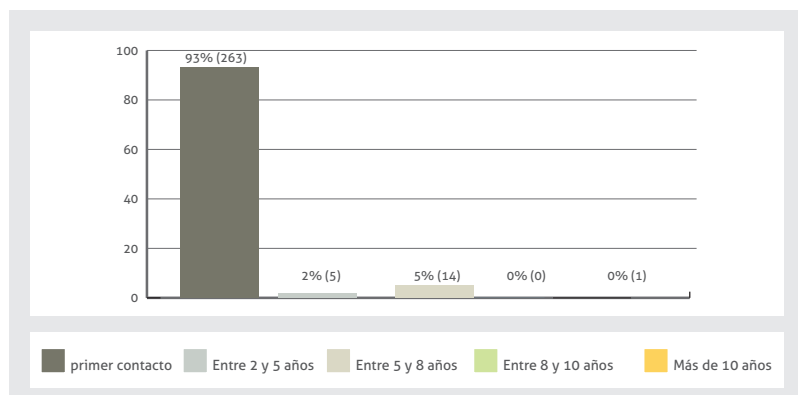 100
93% (263)
80
60
40
20
2% (5)
5% (14)
0% (0)
0% (1)
0
primer contacto
Entre 2 y 5 años
Entre 5 y 8 años
Entre 8 y 10 años
Más de 10 años